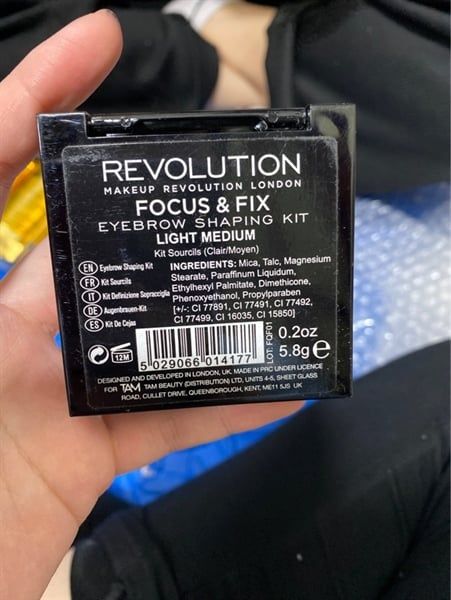 REVOLUTION
MAKEUP REVOLUTION LONDON
FOCUS & FIX
EYEBROW SHAPING KIT
LIGHT MEDIUM
Kit Sourcils (Clair/Moyen)
EN Eyebrow Shaping Kit
FR Kit Sourcils
IT Kit Definizione Sopracciglia
DE Augenbrauen-Kit
ES Kit De Cejas
INGREDIENTS: Mica, Talc, Magnesium
Stearate, Paraffinum Liquidum,
Ethylhexyl Palmitate, Dimethicone,
Phenoxyethanol, Propylparaben
[+/-: CI 77891, CI 77491, CI 77492,
CI 77499, CI 16035, CI 15850]
12M
5 029066 014177
LOT: FQF01
0.2oz
5.8g e
DESIGNED AND DEVELOPED IN LONDON, UK. MADE IN PRC UNDER LICENCE
FOR TAM TAM BEAUTY (DISTRIBUTION) LTD, UNITS 4-5, SHEET GLASS
ROAD, CULLET DRIVE, QUEENBOROUGH, KENT, ME11 5JS UK